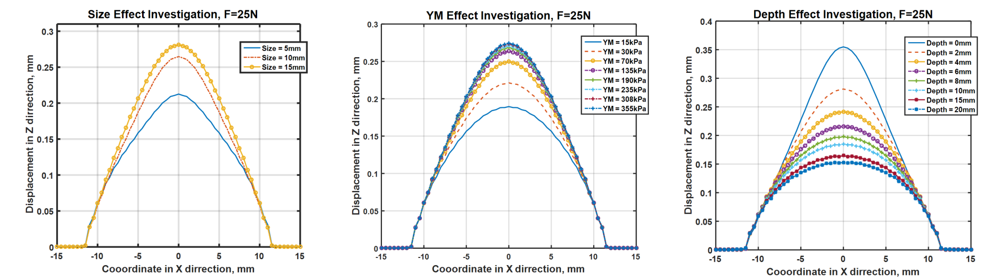 Size Effect Investigation, F=25N
0.3
0.25
0.2
0.15
0.1
0.05
0
-15
-10
-5
0
5
10
15
Displacement in Z dirrection, mm
Cooordinate in X dirrection, mm
Size = 5mm
Size = 10mm
Size = 15mm
YM Effect Investigation, F=25N
0.3
0.25
0.2
0.15
0.1
0.05
0
-15
-10
-5
0
5
10
15
Displacement in Z dirrection, mm
Cooordinate in X dirrection, mm
YM = 15kPa
YM = 30kPa
YM = 70kPa
YM = 135kPa
YM = 190kPa
YM = 235kPa
YM = 308kPa
YM = 355kPa
Depth Effect Investigation, F=25N
0.4
0.35
0.3
0.25
0.2
0.15
0.1
0.05
0
-15
-10
-5
0
5
10
15
Displacement in Z dirrection, mm
Cooordinate in X dirrection, mm
Depth = 0mm
Depth = 2mm
Depth = 4mm
Depth = 6mm
Depth = 8mm
Depth = 10mm
Depth = 15mm
Depth = 20mm